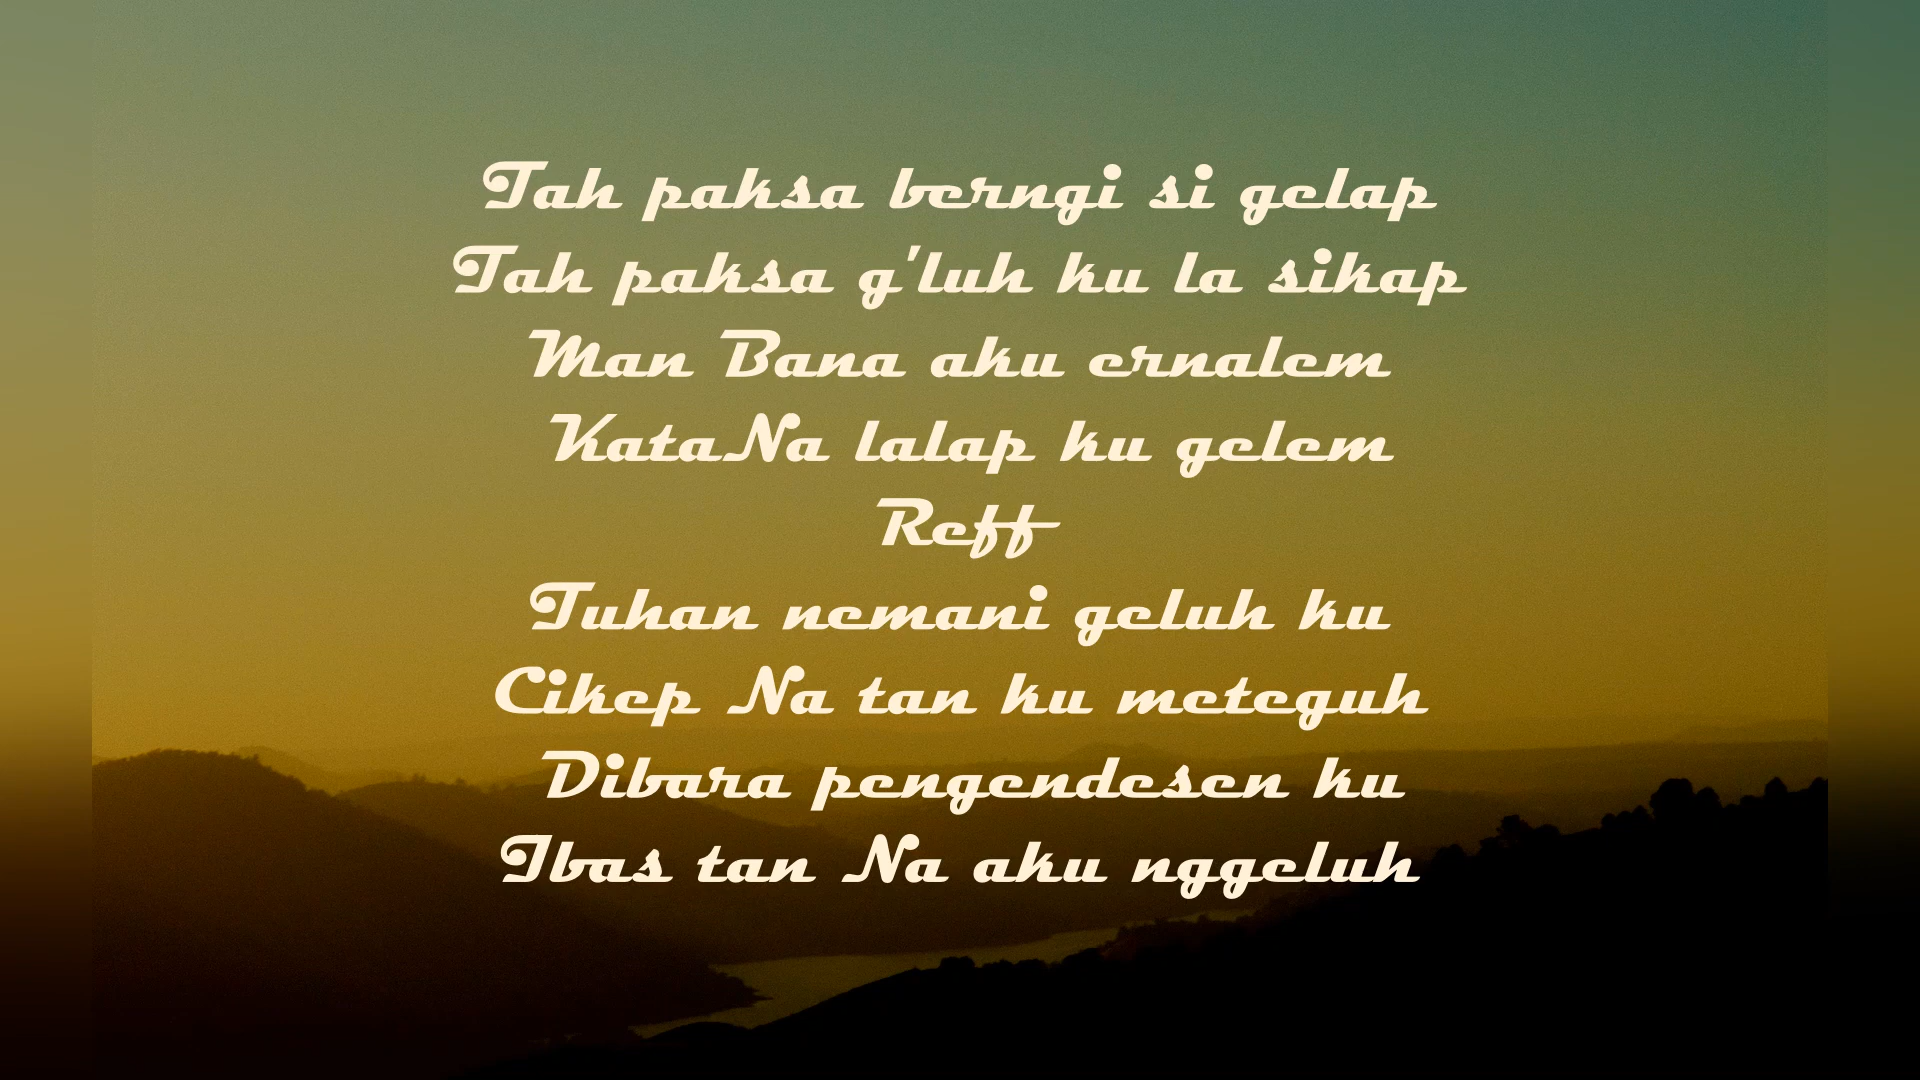 Tah paksa berngi si gelap
Tah paksa g'luh ku la sikap
Man Bana aku ernalem
KataNa lalap ku gelem
Reff
Tuhan nemani geluh ku
Cikep Na tan ku meteguh
Dibara pengendesen ku
Ibas tan Na aku nggeluh